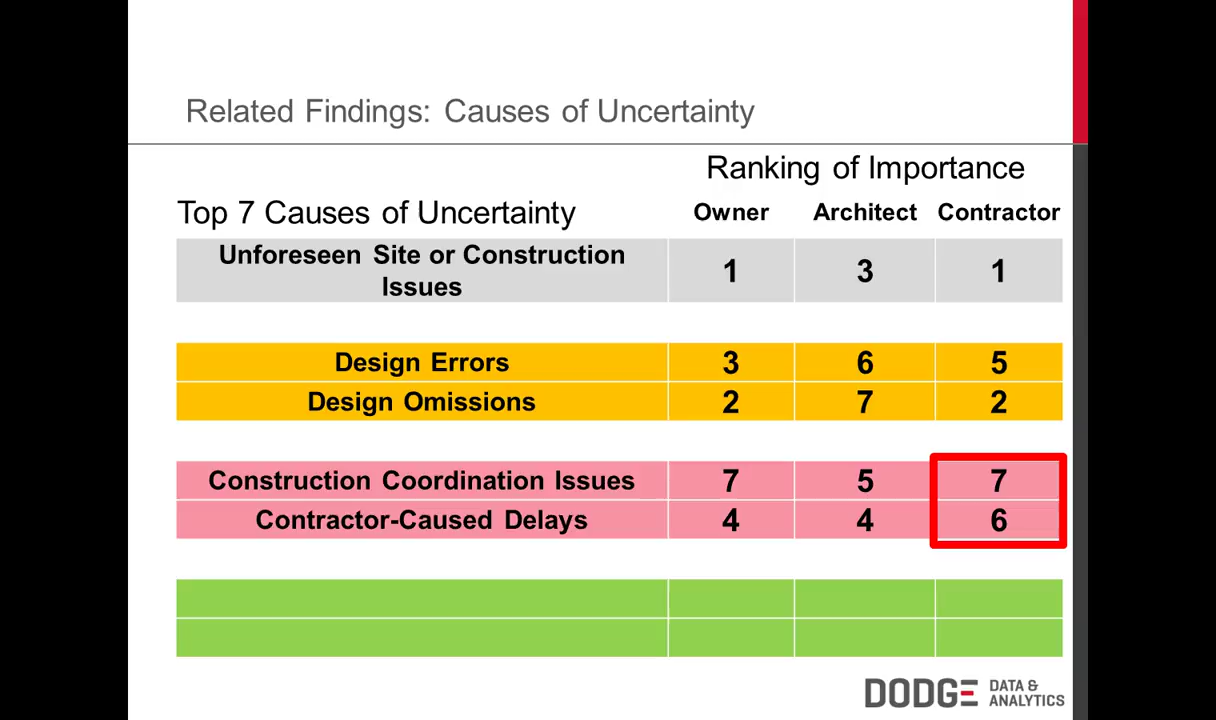 Related Findings: Causes of Uncertainty
Ranking of Importance
Top 7 Causes of Uncertainty Owner Architect Contractor
Unforeseen Site or Construction
Issues 1 3 1
Design Errors 3 6 5
Design Omissions 2 7 2
Construction Coordination Issues 7 5 7
Contractor-Caused Delays 4 4 6
DODGE DATA &
ANALYTICS